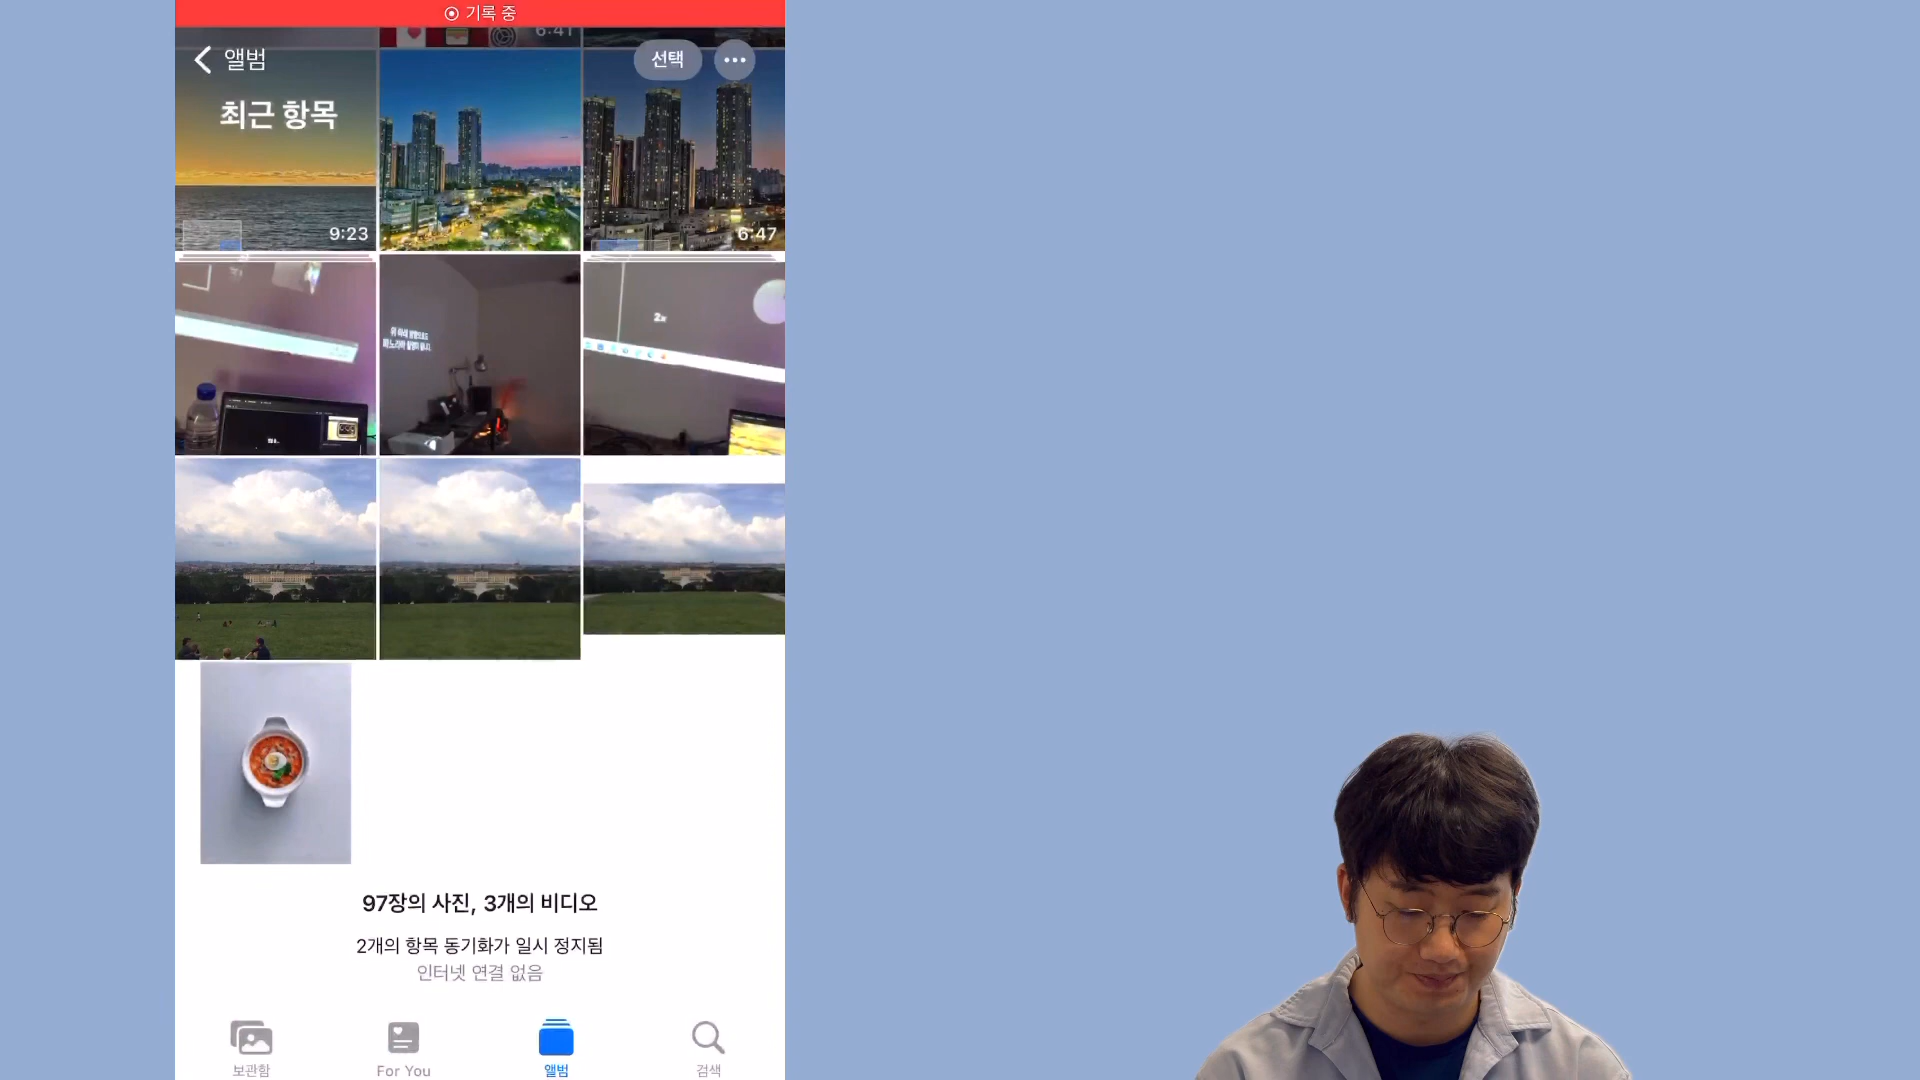 기록 중
6:41
앨범
선택
최근 항목
9:23
6:47
2x
97장의 사진, 3개의 비디오
2개의 항목 동기화가 일시 정지됨
인터넷 연결 없음
보관함
For You
앨범
검색